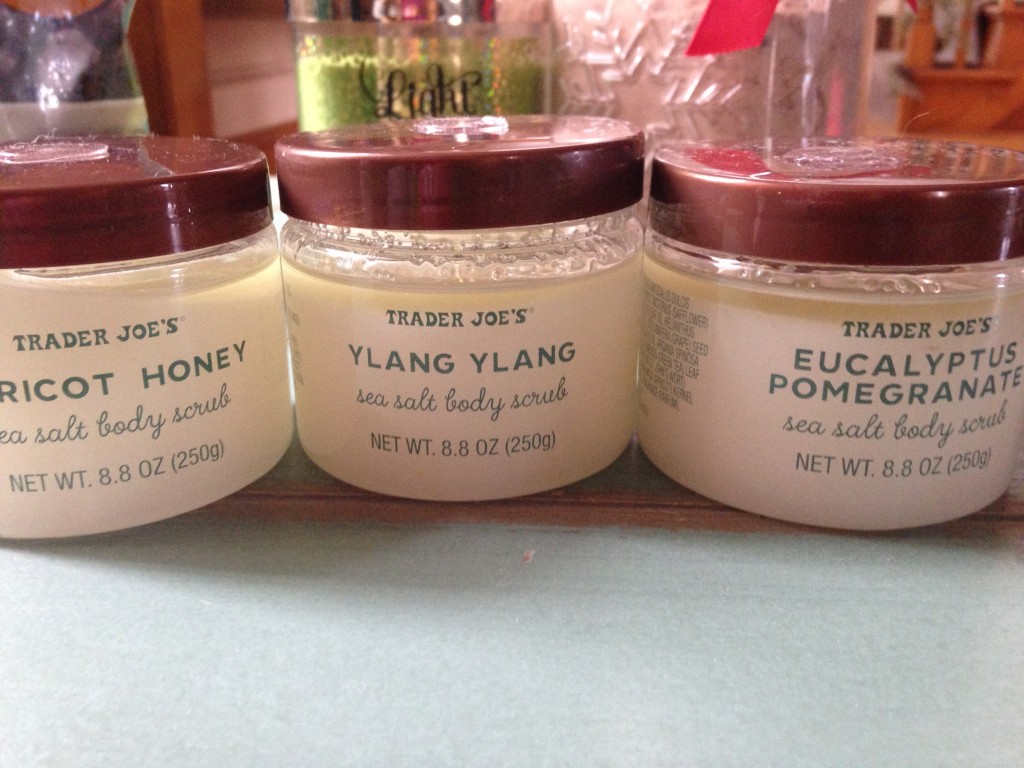 Light
TRADER JOE'S
RICOT HONEY
ea salt body scrub
NET WT. 8.8 OZ (250g)
TRADER JOE'S
YLANG YLANG
sea salt body scrub
NET WT. 8.8 OZ (250g)
TRADER JOE'S
EUCALYPTUS
POMEGRANATE
sea salt body scrub
NET WT. 8.8 OZ (250g)